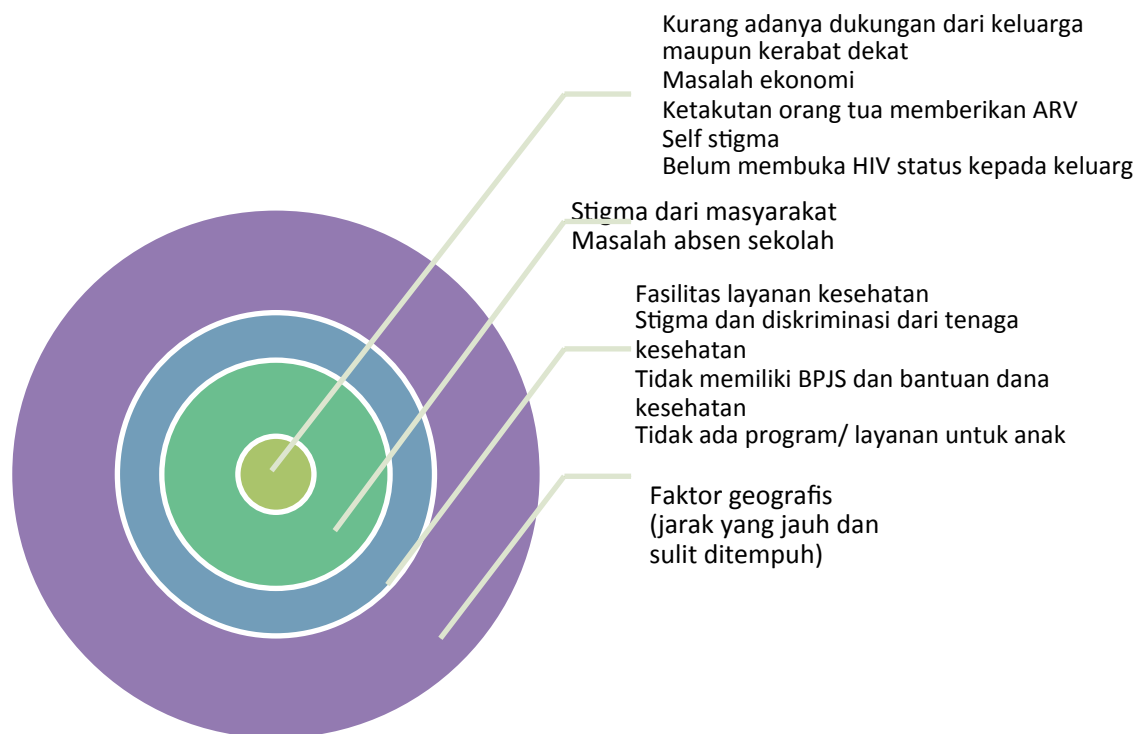 Kurang adanya dukungan dari keluarga
maupun kerabat dekat
Masalah ekonomi
Ketakutan orang tua memberikan ARV
Self stigma
Belum membuka HIV status kepada keluarg
Stigma dari masyarakat
Masalah absen sekolah
Fasilitas layanan kesehatan
Stigma dan diskriminasi dari tenaga
kesehatan
Tidak memiliki BPJS dan bantuan dana
kesehatan
Tidak ada program/ layanan untuk anak
Faktor geografis
(jarak yang jauh dan
sulit ditempuh)